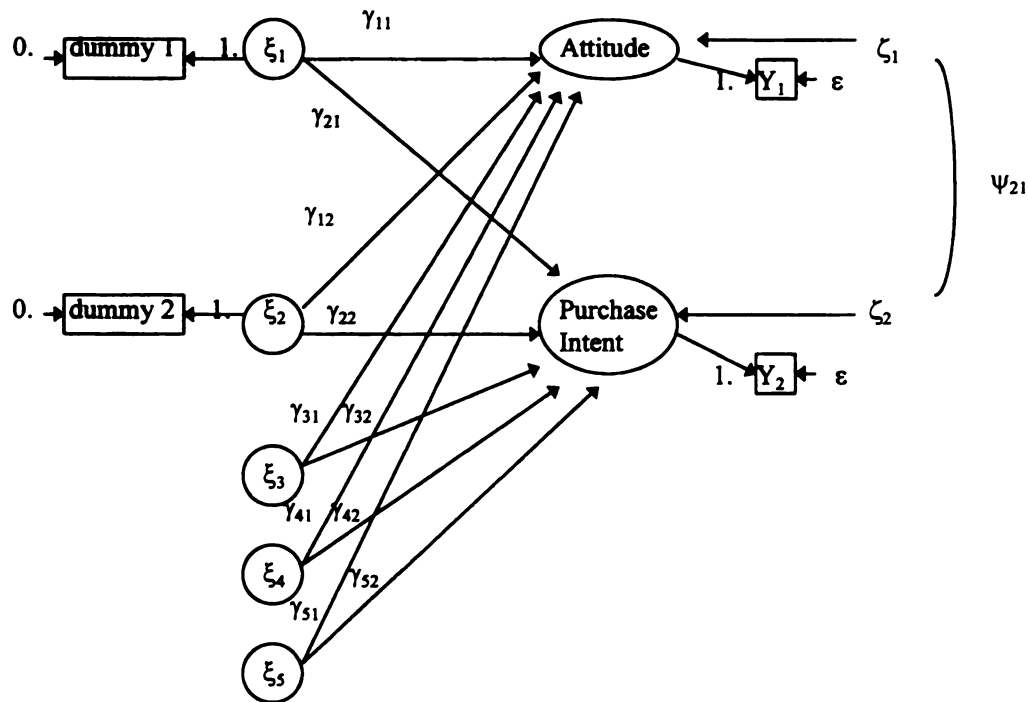 γ₁₁
0. dummy 1 1. ξ₁ Attitude ζ₁
1. Y₁ ε
γ₂₁
ψ₂₁
γ₁₂
0. dummy 2 1. ξ₂ γ₂₂ Purchase Intent ζ₂
1. Y₂ ε
γ₃₁ γ₃₂
ξ₃
γ₄₁ γ₄₂
ξ₄
γ₅₂
γ₅₁
ξ₅